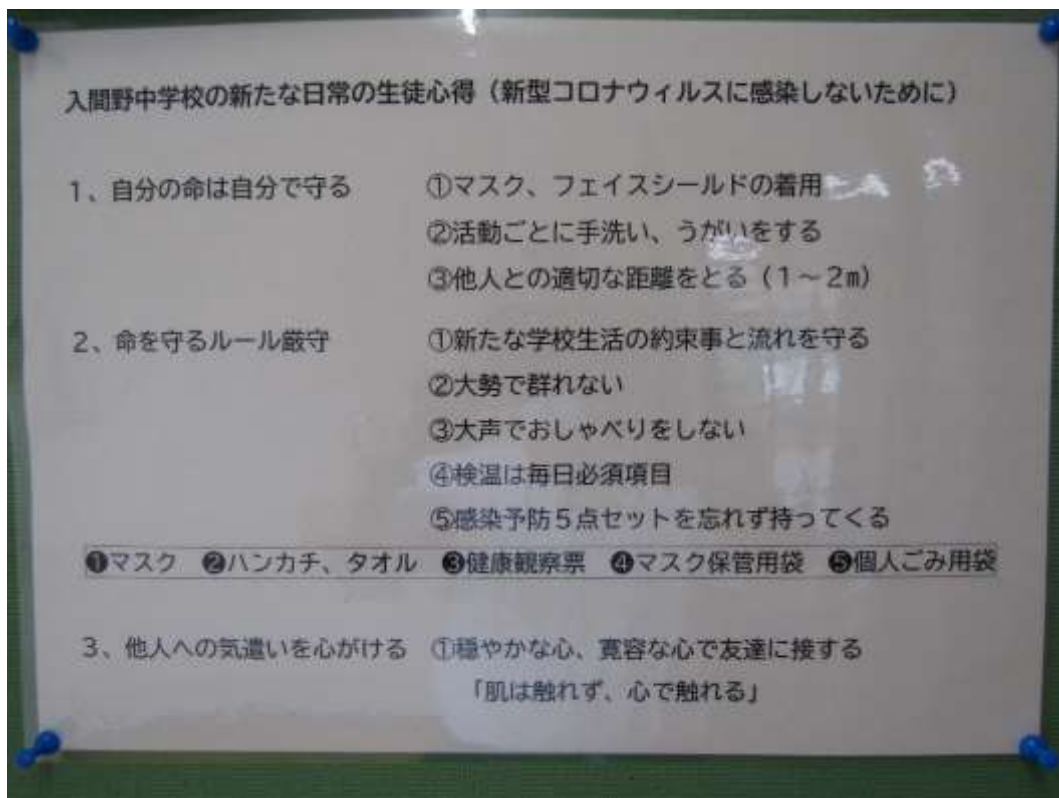 入間野中学校の新たな日常の生徒心得（新型コロナウィルスに感染しないために）
1、自分の命は自分で守る　①マスク、フェイスシールドの着用
②活動ごとに手洗い、うがいをする
③他人との適切な距離をとる（1～2m）
2、命を守るルール厳守　①新たな学校生活の約束事と流れを守る
②大勢で群れない
③大声でおしゃべりをしない
④検温は毎日必須項目
⑤感染予防5点セットを忘れず持ってくる
❶マスク　❷ハンカチ、タオル　❸健康観察票　❹マスク保管用袋　❺個人ごみ用袋
3、他人への気遣いを心がける　①穏やかな心、寛容な心で友達に接する
「肌は触れず、心で触れる」